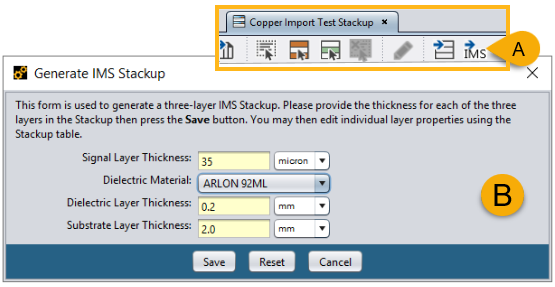 Copper Import Test Stackup ×
IMS
A
Generate IMS Stackup
This form is used to generate a three-layer IMS Stackup. Please provide the thickness for each of the three
layers in the Stackup then press the Save button. You may then edit individual layer properties using the
Stackup table.
Signal Layer Thickness: 35 micron
Dielectric Material: ARLON 92ML
Dielectric Layer Thickness: 0.2 mm
Substrate Layer Thickness: 2.0 mm
B
Save Reset Cancel